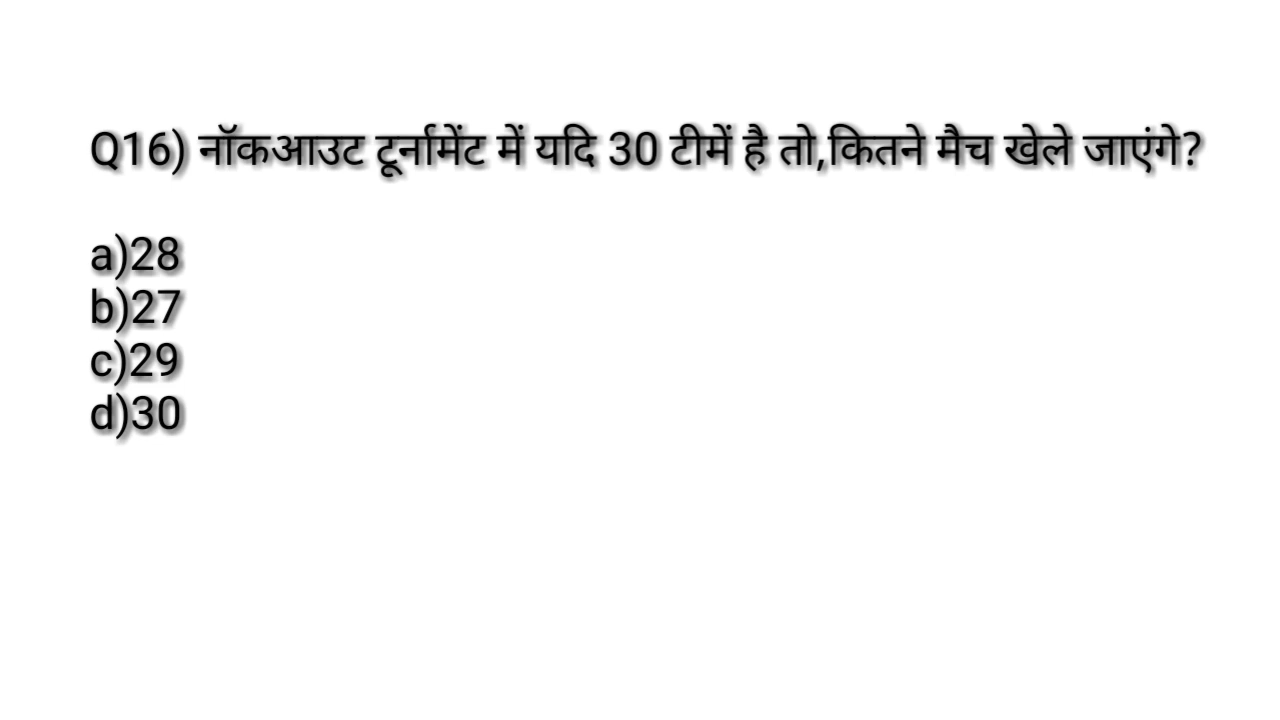 Q16) नॉकआउट टूर्नामेंट में यदि 30 टीमें है तो,कितने मैच खेले जाएंगे?
a)28
b)27
c)29
d)30